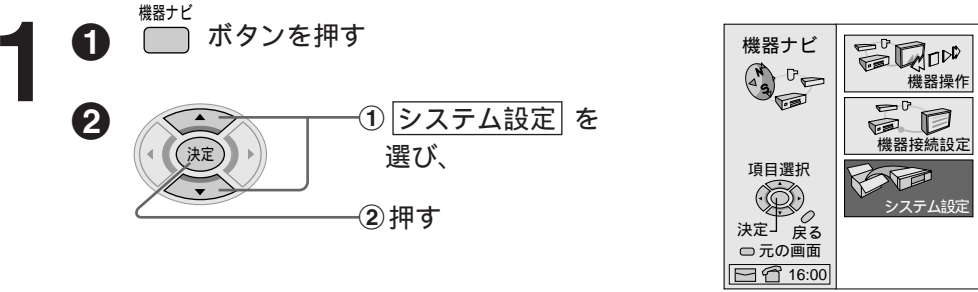 1
❶ 機器ナビ
ボタンを押す
❷ 決定
① システム設定 を
選び、
② 押す
機器ナビ
N
S
項目選択
決定 戻る
元の画面
16:00
機器操作
機器接続設定
システム設定